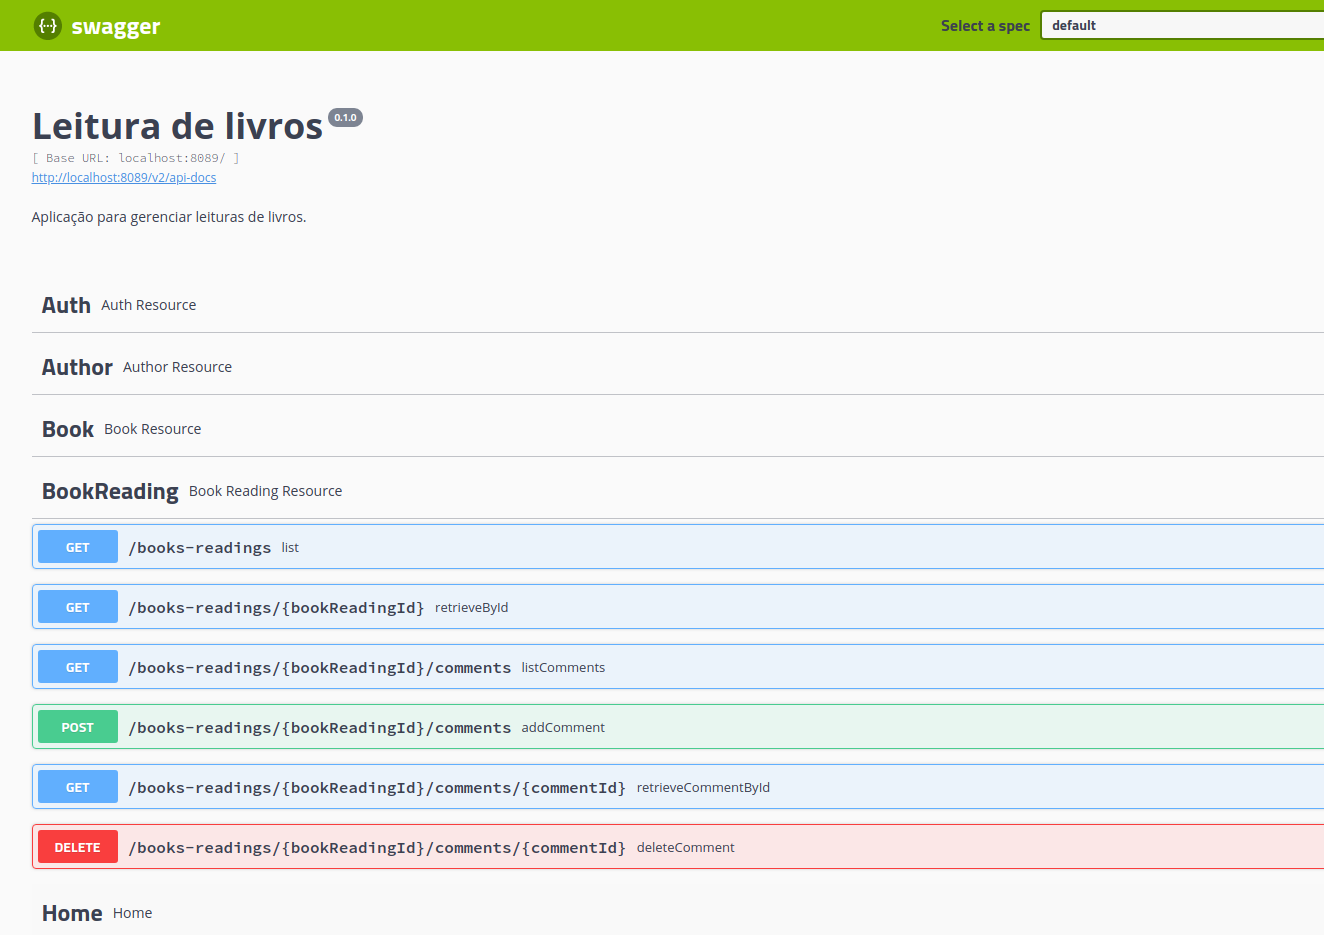 {···} swagger Select a spec default
Leitura de livros 0.1.0
[ Base URL: localhost:8089/ ]
http://localhost:8089/v2/api-docs
Aplicação para gerenciar leituras de livros.
Auth Auth Resource
Author Author Resource
Book Book Resource
BookReading Book Reading Resource
GET /books-readings list
GET /books-readings/{bookReadingId} retrieveById
GET /books-readings/{bookReadingId}/comments listComments
POST /books-readings/{bookReadingId}/comments addComment
GET /books-readings/{bookReadingId}/comments/{commentId} retrieveCommentById
DELETE /books-readings/{bookReadingId}/comments/{commentId} deleteComment
Home Home